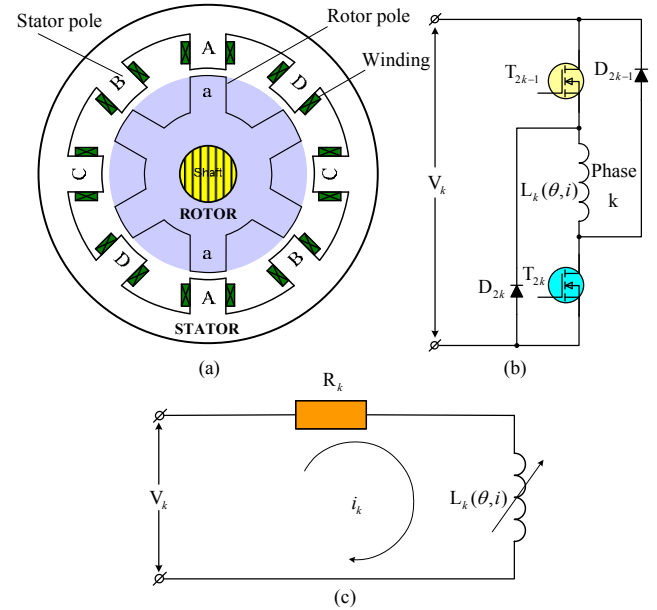 Stator pole
Rotor pole
Winding
A
B
D
a
C
C
Shaft
ROTOR
a
D
B
A
STATOR
(a)
T₂ₖ₋₁
D₂ₖ₋₁
Vₖ
Lₖ(θ,i)
Phase
k
T₂ₖ
D₂ₖ
(b)
Rₖ
Vₖ
iₖ
Lₖ(θ,i)
(c)